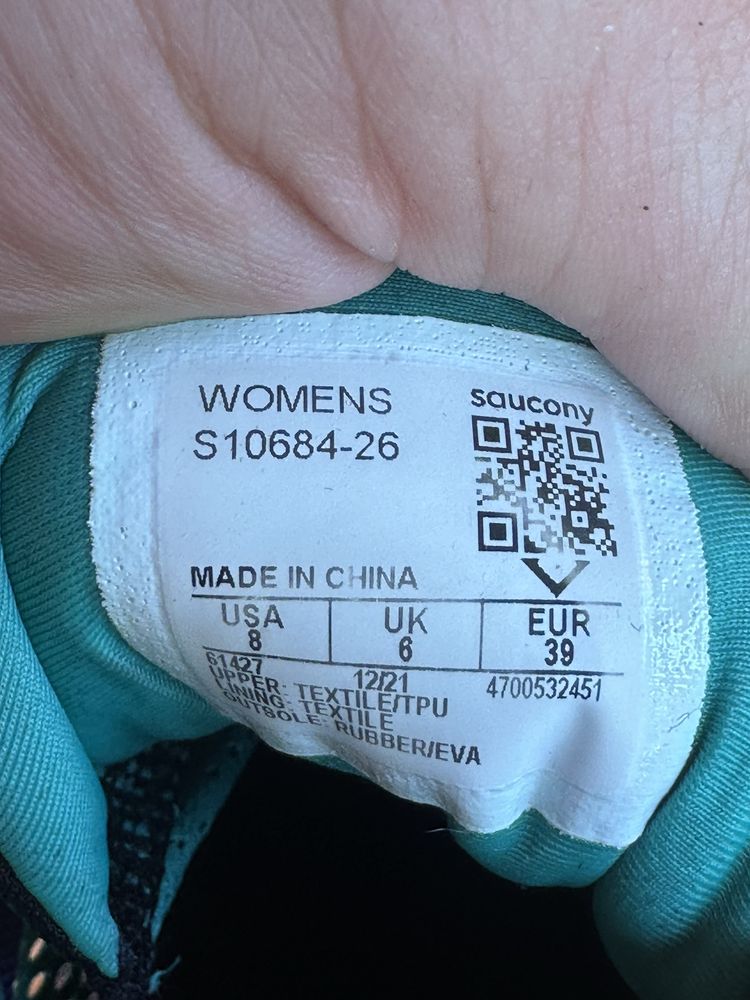 WOMENS
S10684-26
saucony
MADE IN CHINA
USA UK EUR
8 6 39
61427 12/21 4700532451
UPPER: TEXTILE/TPU
LINING: TEXTILE
OUTSOLE: RUBBER/EVA